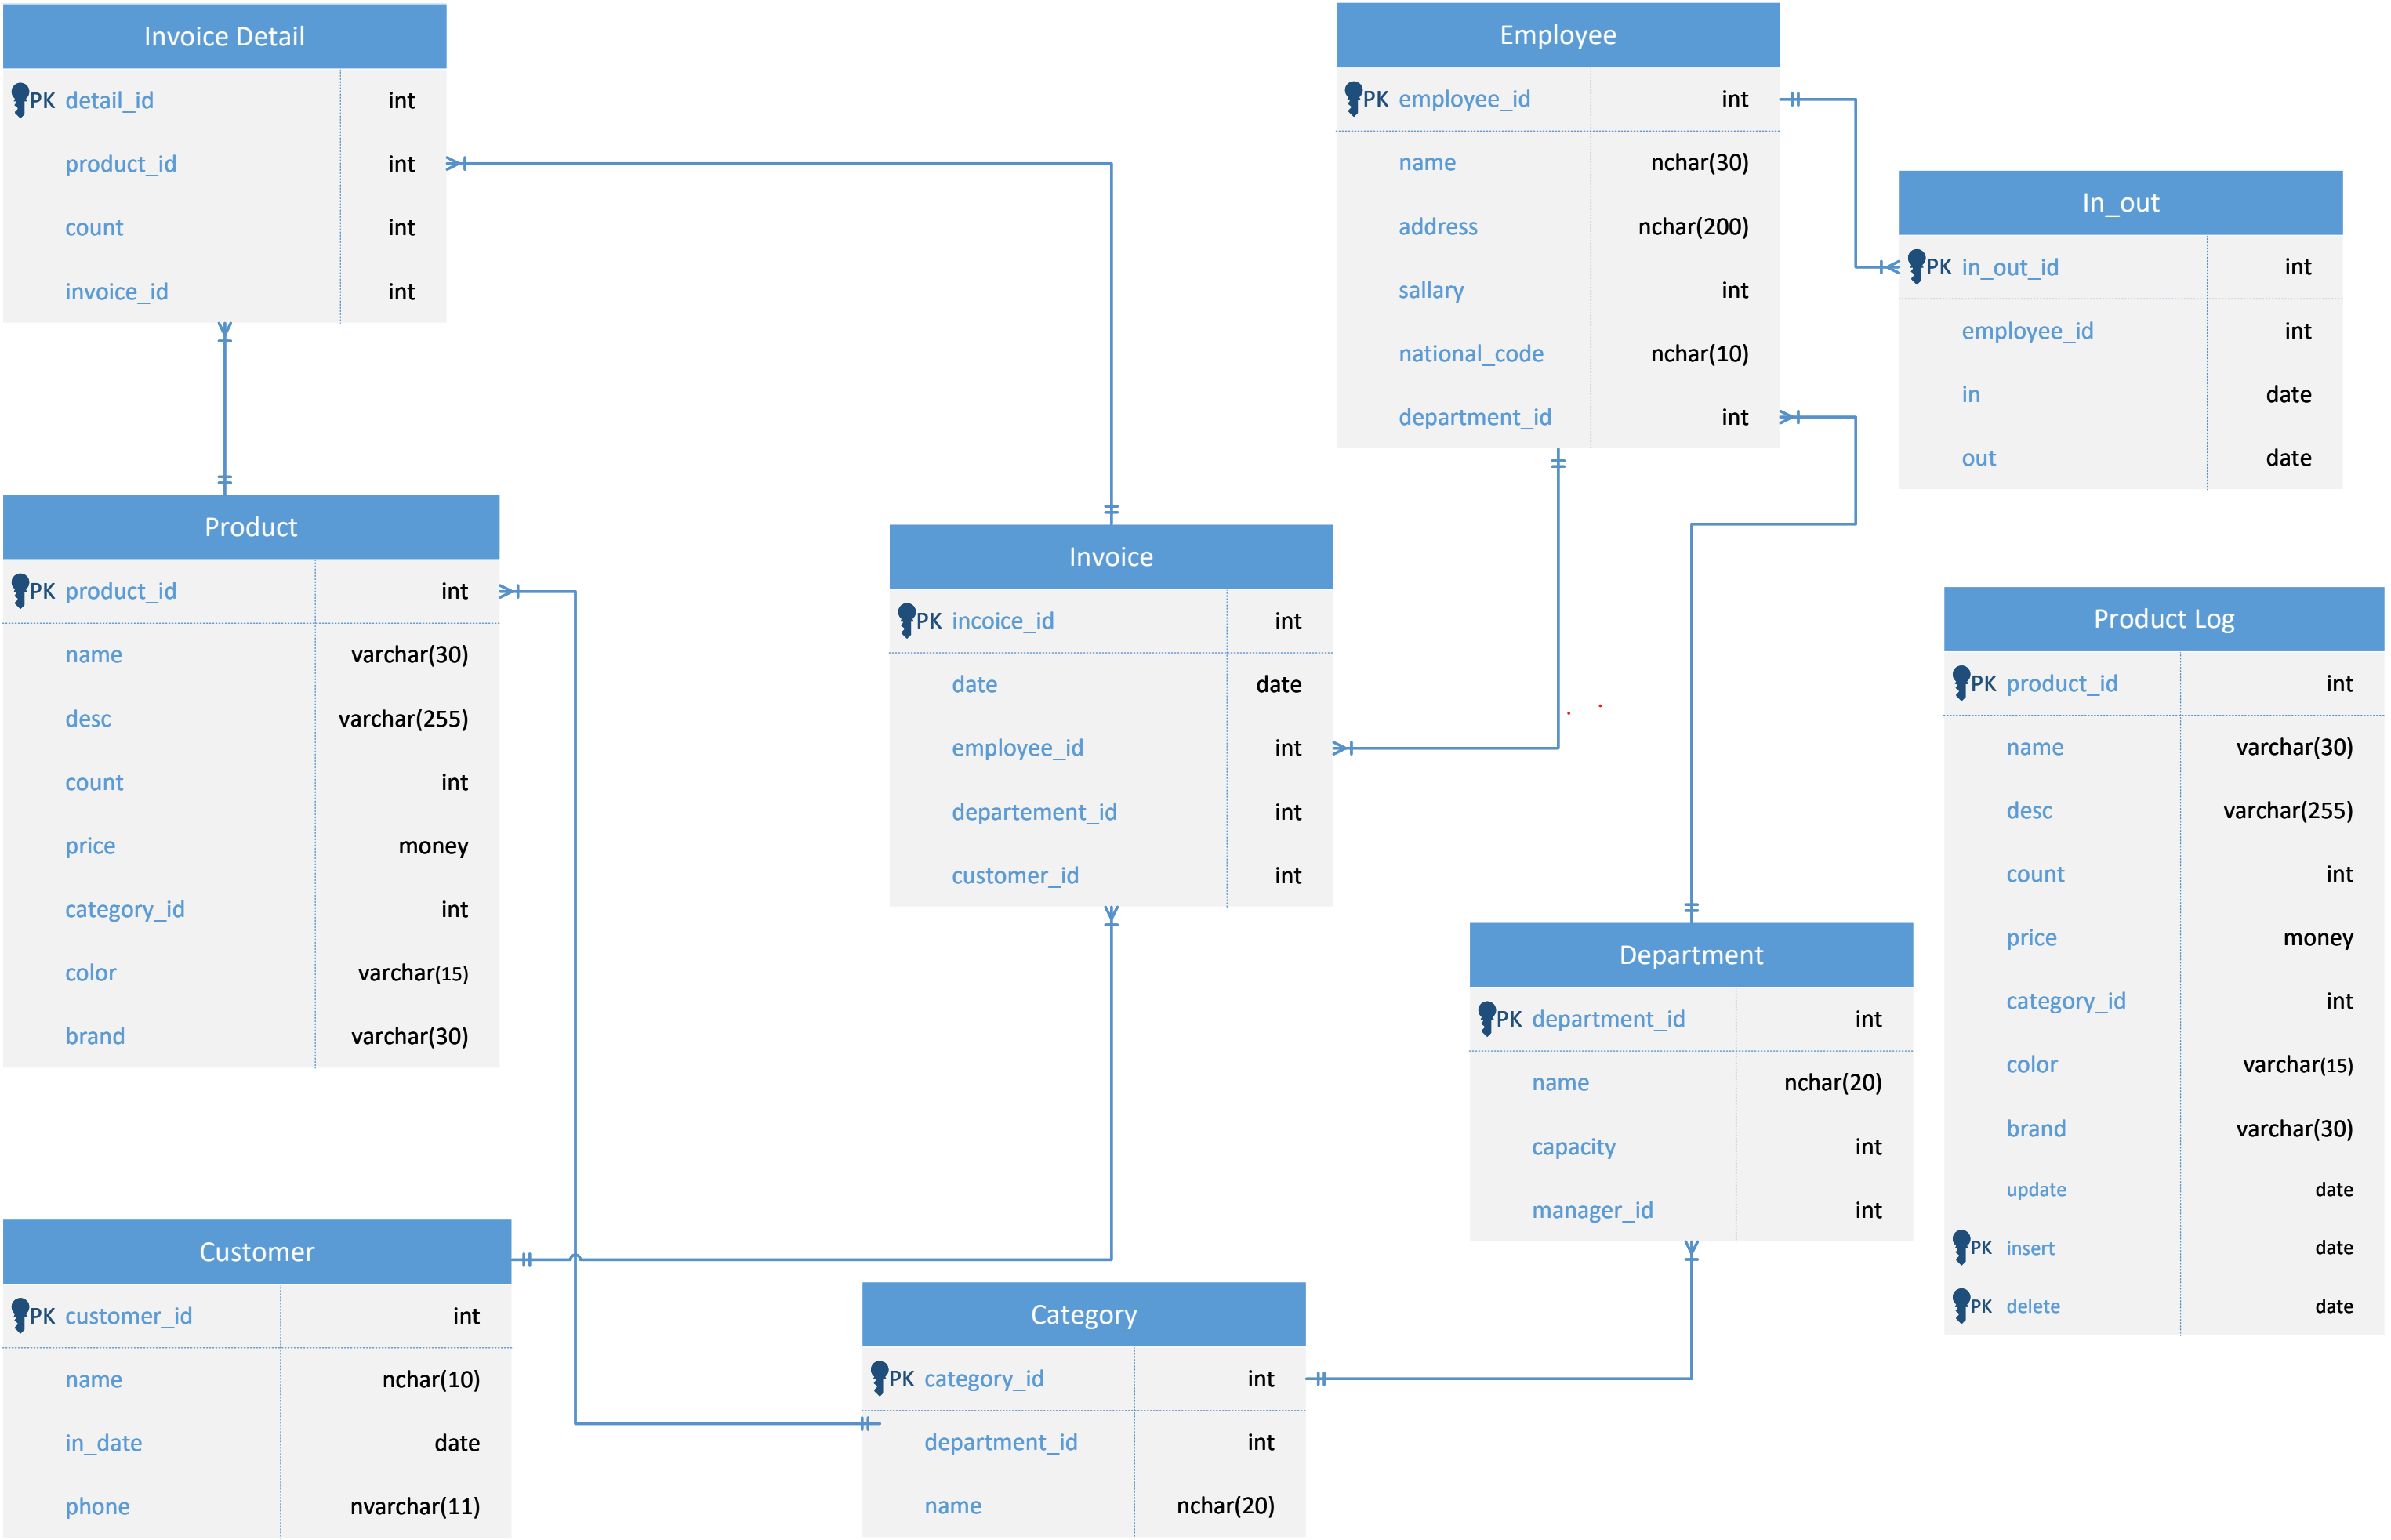 Invoice Detail
PK detail_id int
product_id int
count int
invoice_id int
Employee
PK employee_id int
name nchar(30)
address nchar(200)
sallary int
national_code nchar(10)
department_id int
In_out
PK in_out_id int
employee_id int
in date
out date
Product
PK product_id int
name varchar(30)
desc varchar(255)
count int
price money
category_id int
color varchar(15)
brand varchar(30)
Invoice
PK incoice_id int
date date
employee_id int
departement_id int
customer_id int
Product Log
PK product_id int
name varchar(30)
desc varchar(255)
count int
price money
category_id int
color varchar(15)
brand varchar(30)
update date
PK insert date
PK delete date
Department
PK department_id int
name nchar(20)
capacity int
manager_id int
Customer
PK customer_id int
name nchar(10)
in_date date
phone nvarchar(11)
Category
PK category_id int
department_id int
name nchar(20)